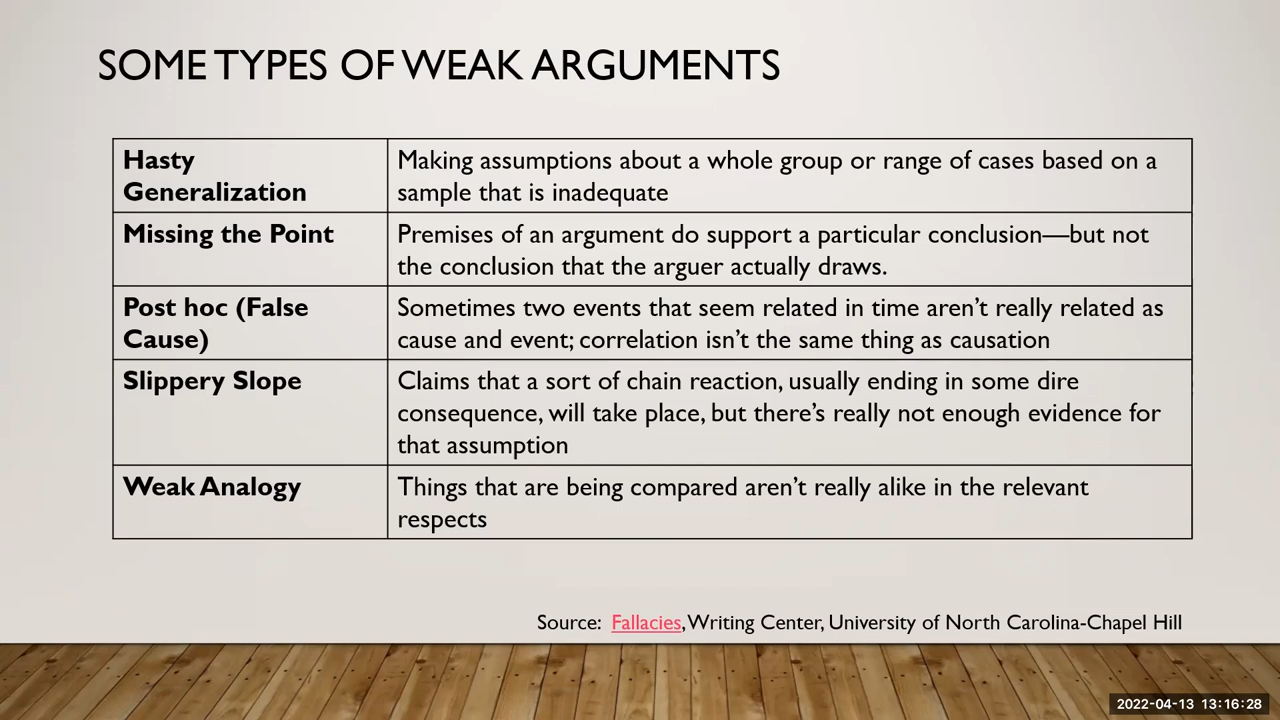 SOME TYPES OF WEAK ARGUMENTS
Hasty
Generalization
Making assumptions about a whole group or range of cases based on a
sample that is inadequate
Missing the Point
Premises of an argument do support a particular conclusion—but not
the conclusion that the arguer actually draws.
Post hoc (False
Cause)
Sometimes two events that seem related in time aren’t really related as
cause and event; correlation isn’t the same thing as causation
Slippery Slope
Claims that a sort of chain reaction, usually ending in some dire
consequence, will take place, but there’s really not enough evidence for
that assumption
Weak Analogy
Things that are being compared aren’t really alike in the relevant
respects
Source: Fallacies, Writing Center, University of North Carolina-Chapel Hill
2022-04-13 13:16:28